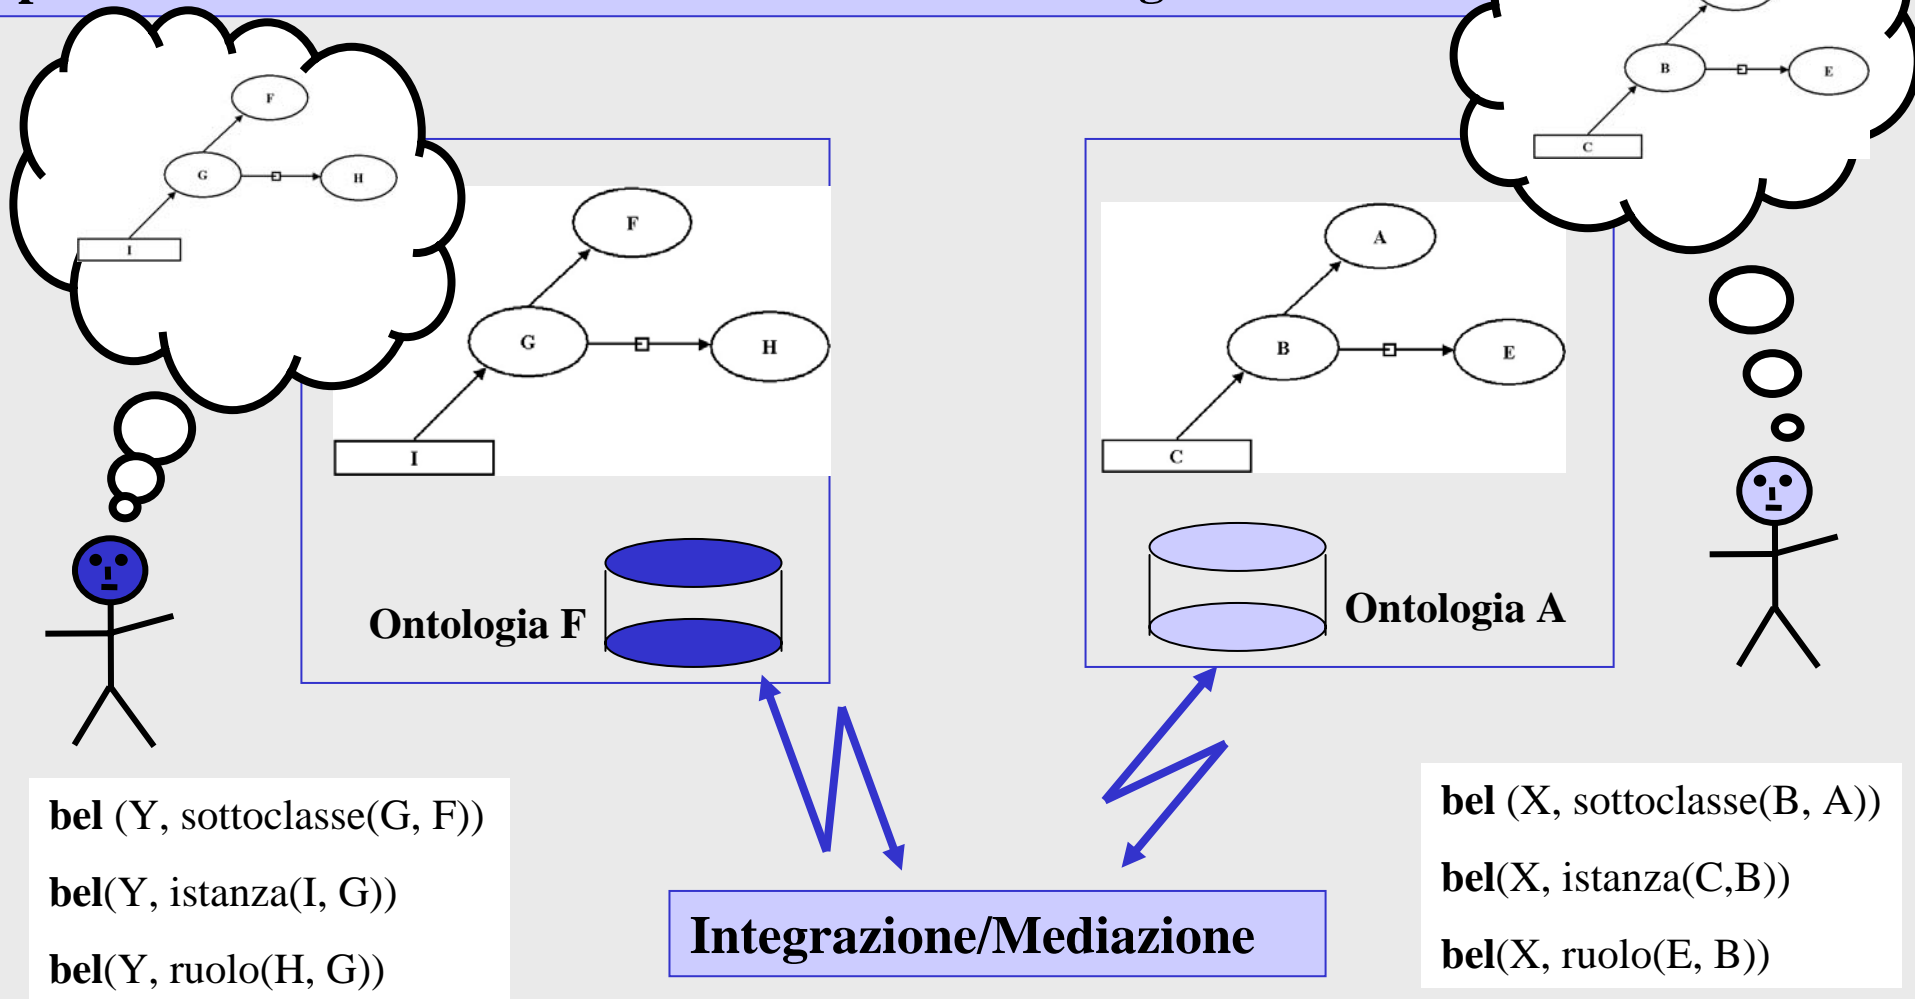 F
G
H
I
B
E
C
F
G
H
I
A
B
E
C
Ontologia F
Ontologia A
bel (Y, sottoclasse(G, F))
bel(Y, istanza(I, G))
bel(Y, ruolo(H, G))
Integrazione/Mediazione
bel (X, sottoclasse(B, A))
bel(X, istanza(C,B))
bel(X, ruolo(E, B))